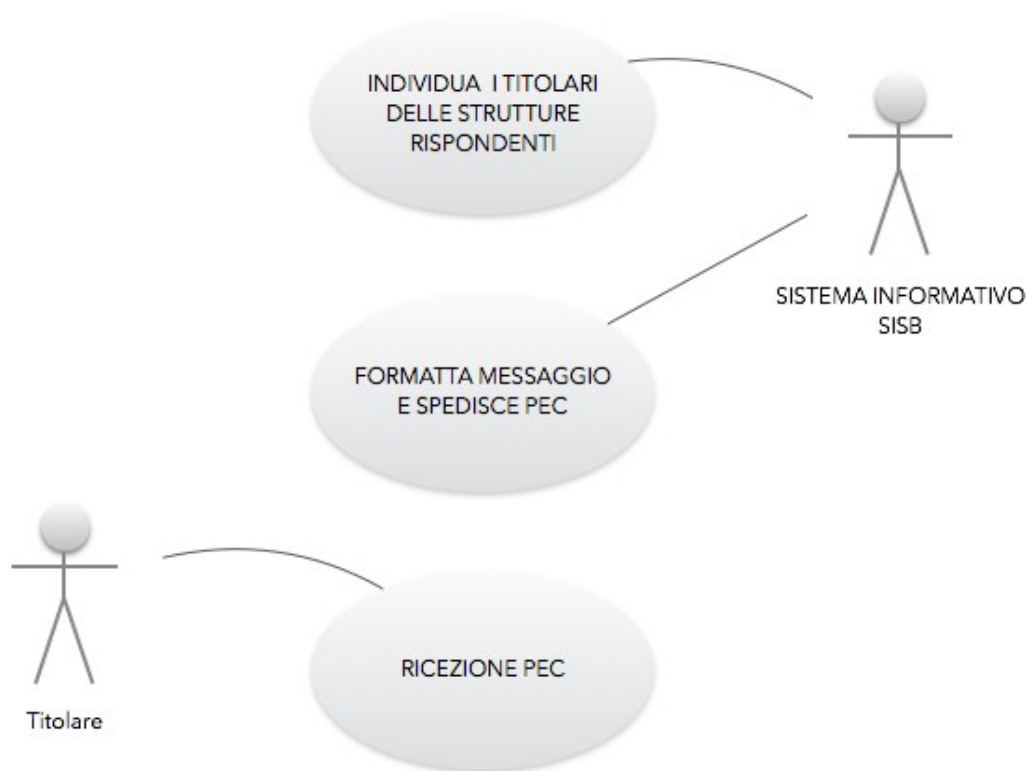 INDIVIDUA I TITOLARI
DELLE STRUTTURE
RISPONDENTI
SISTEMA INFORMATIVO
SISB
FORMATTA MESSAGGIO
E SPEDISCE PEC
RICEZIONE PEC
Titolare